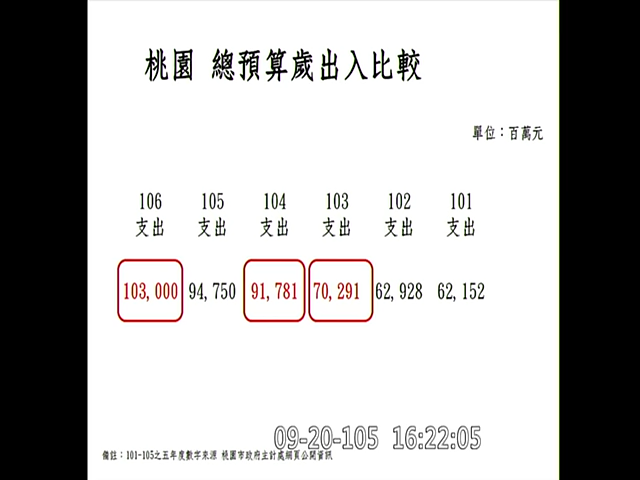 桃園 總預算歲出入比較
單位：百萬元
106 105 104 103 102 101
支出 支出 支出 支出 支出 支出
103,000 94,750 91,781 70,291 62,928 62,152
09-20-105 16:22:05
備註：101-105之五年度數字來源 桃園市政府主計處網頁公開資訊